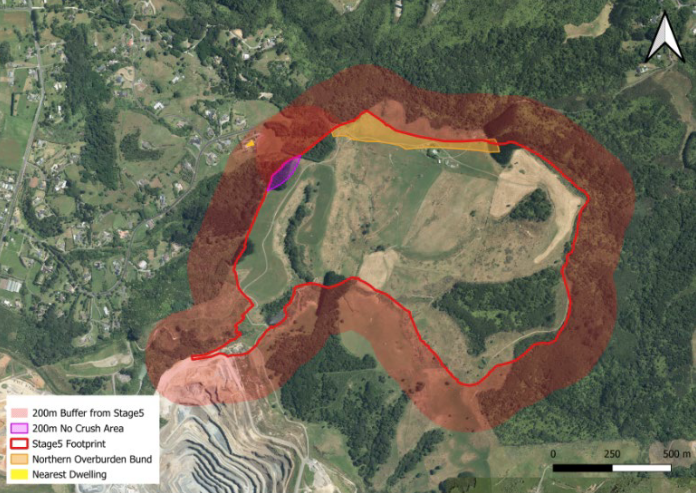 200m Buffer from Stage5
200m No Crush Area
Stage5 Footprint
Northern Overburden Bund
Nearest Dwelling
0 250 500 m